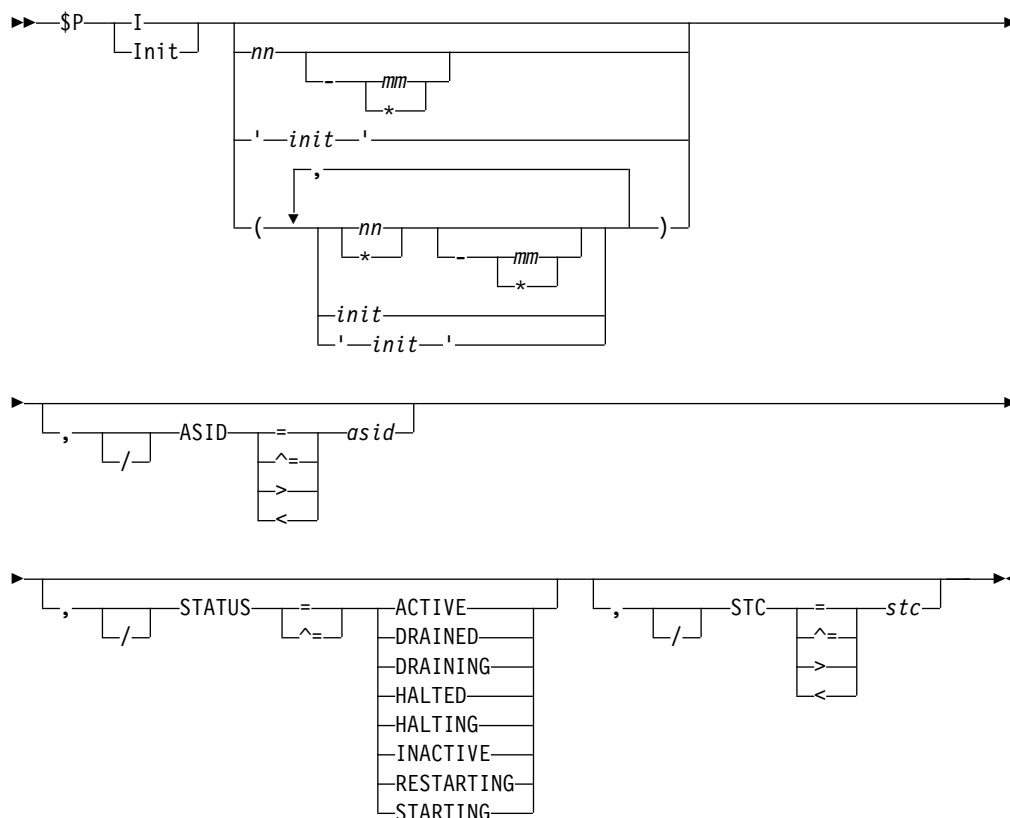 $P I
Init
nn
- mm
*
' init '
,
( nn - mm )
* *
init
' init '
, / ASID = asid
^=
>
<
, / STATUS = ACTIVE , / STC = stc
^= DRAINED ^=
DRAINING >
HALTED <
HALTING
INACTIVE
RESTARTING
STARTING